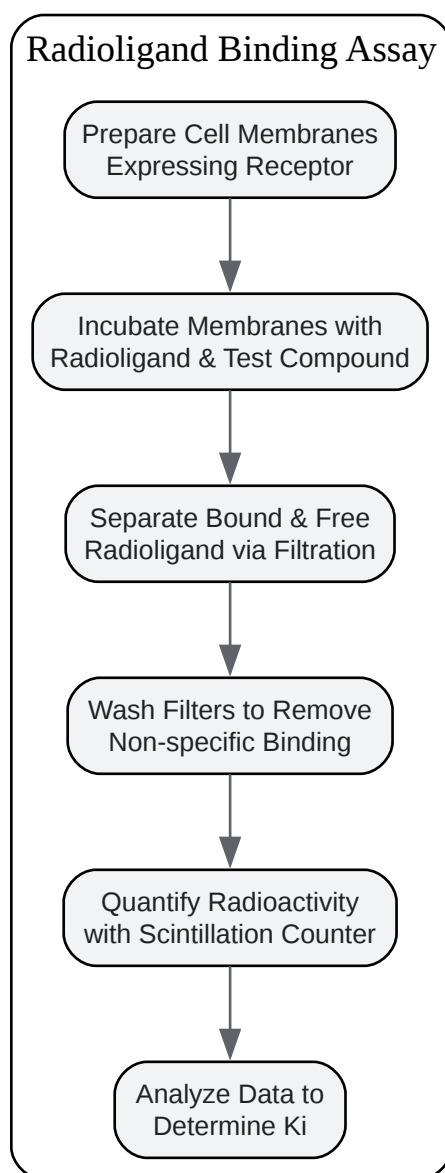 Radioligand Binding Assay
Prepare Cell Membranes
Expressing Receptor
Incubate Membranes with
Radioligand & Test Compound
Separate Bound & Free
Radioligand via Filtration
Wash Filters to Remove
Non-specific Binding
Quantify Radioactivity
with Scintillation Counter
Analyze Data to
Determine Ki